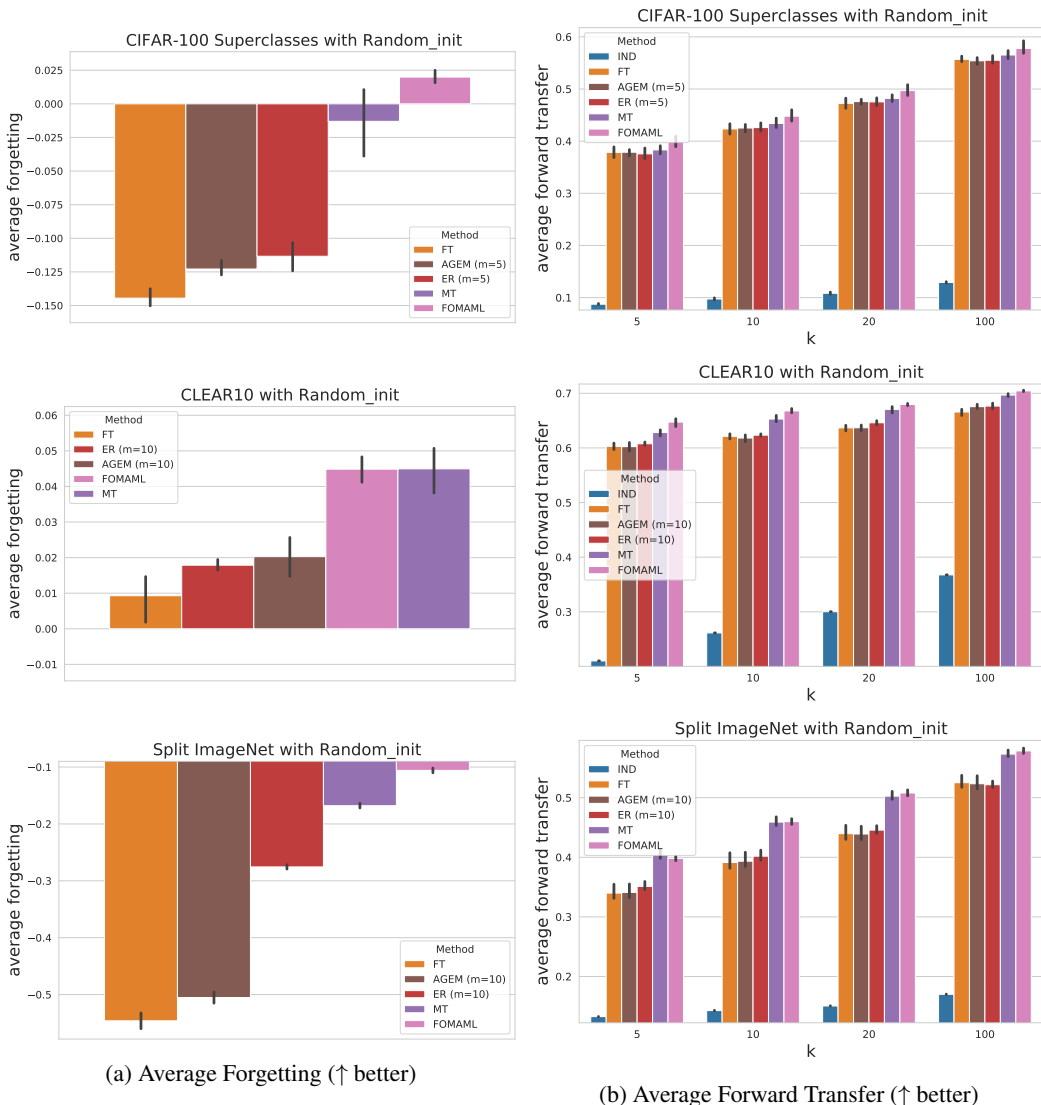 CIFAR-100 Superclasses with Random_init
average forgetting
0.025
0.000
−0.025
−0.050
−0.075
−0.100
−0.125
−0.150
Method
FT
AGEM (m=5)
ER (m=5)
MT
FOMAML
CLEAR10 with Random_init
average forgetting
0.06
0.05
0.04
0.03
0.02
0.01
0.00
−0.01
Method
FT
ER (m=10)
AGEM (m=10)
FOMAML
MT
Split ImageNet with Random_init
average forgetting
−0.1
−0.2
−0.3
−0.4
−0.5
Method
FT
AGEM (m=10)
ER (m=10)
MT
FOMAML
(a) Average Forgetting (↑ better)
CIFAR-100 Superclasses with Random_init
average forward transfer
0.6
0.5
0.4
0.3
0.2
0.1
Method
IND
FT
AGEM (m=5)
ER (m=5)
MT
FOMAML
5 10 20 100
k
CLEAR10 with Random_init
average forward transfer
0.7
0.6
0.5
0.4
0.3
Method
IND
FT
AGEM (m=10)
ER (m=10)
MT
FOMAML
5 10 20 100
k
Split ImageNet with Random_init
average forward transfer
0.5
0.4
0.3
0.2
Method
IND
FT
AGEM (m=10)
ER (m=10)
MT
FOMAML
5 10 20 100
k
(b) Average Forward Transfer (↑ better)